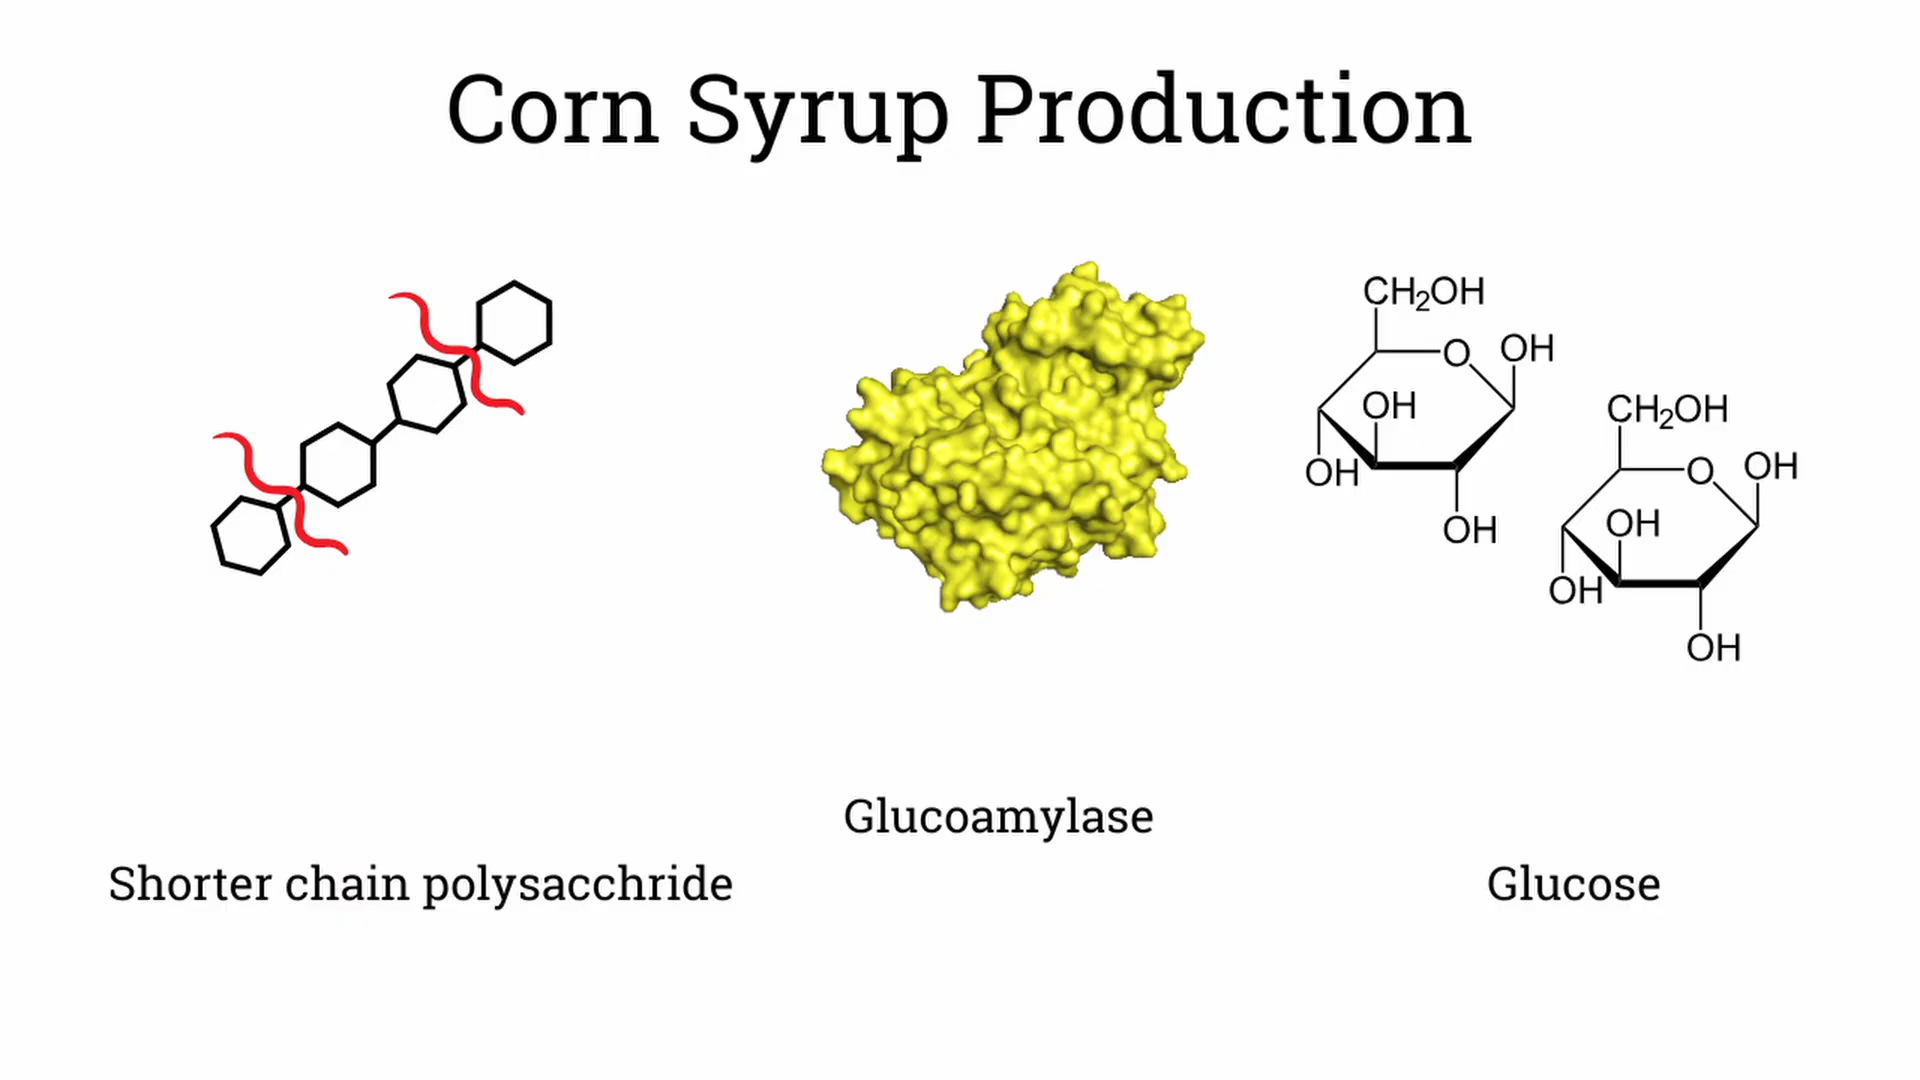 Corn Syrup Production
CH₂OH
O
OH
OH
OH
OH
CH₂OH
O
OH
OH
OH
OH
Glucoamylase
Shorter chain polysacchride
Glucose